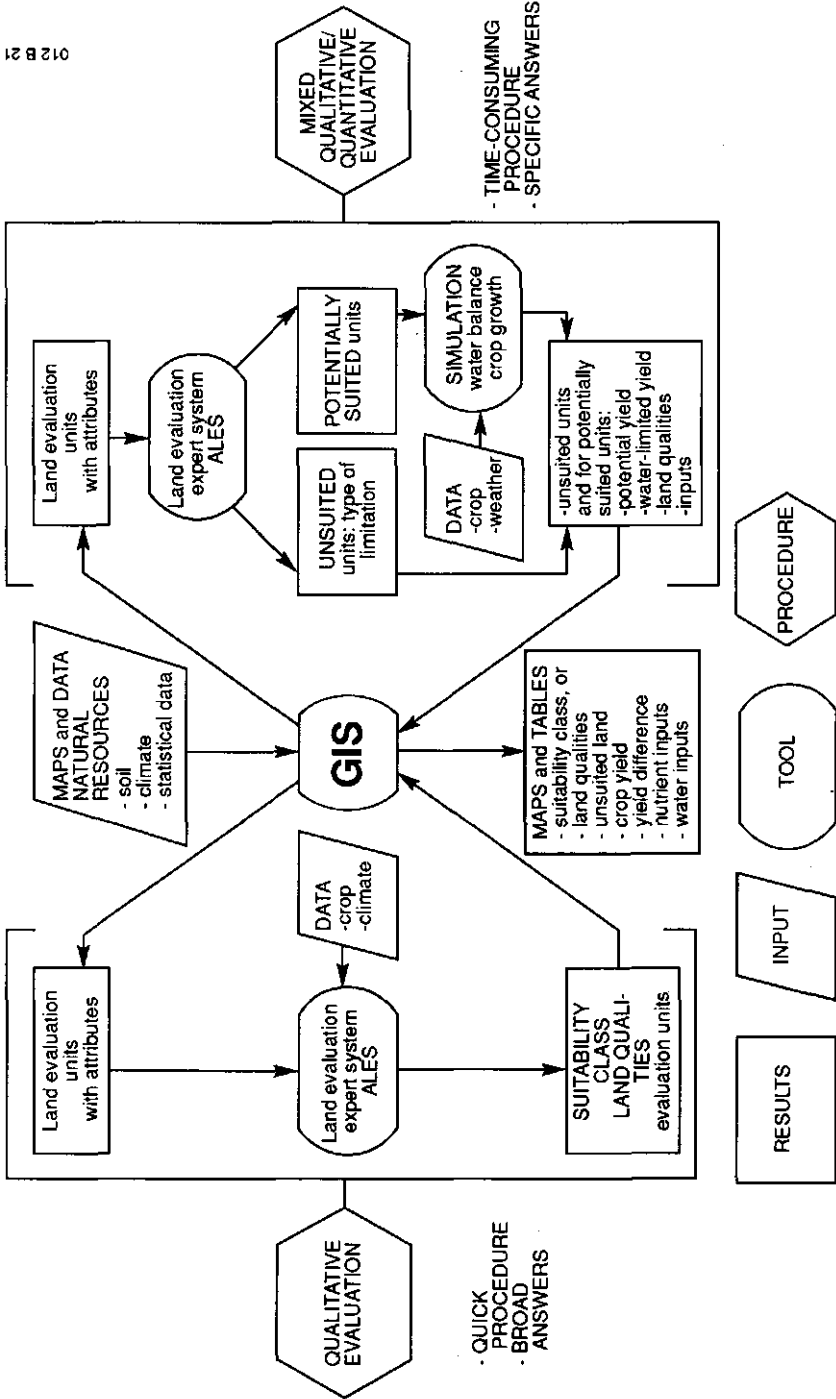 012 B 21
QUALITATIVE
EVALUATION
- QUICK
PROCEDURE
- BROAD
ANSWERS
Land evaluation
units
with attributes
Land evaluation
expert system
ALES
DATA
-crop
-climate
SUITABILITY
CLASS
LAND QUALI-
TIES
evaluation units
MAPS and DATA
NATURAL
RESOURCES
- soil
- climate
- statistical data
GIS
MAPS and TABLES
- suitability class, or
- land qualities
- unsuited land
- crop yield
- yield difference
- nutrient inputs
- water inputs
Land evaluation
units
with attributes
Land evaluation
expert system
ALES
UNSUITED
units: type of
limitation
POTENTIALLY
SUITED units
DATA
-crop
-weather
SIMULATION
water balance
crop growth
-unsuited units
and for potentially
suited units:
-potential yield
-water-limited yield
-land qualities
-inputs
MIXED
QUALITATIVE/
QUANTITATIVE
EVALUATION
- TIME-CONSUMING
PROCEDURE
- SPECIFIC ANSWERS
RESULTS
INPUT
TOOL
PROCEDURE